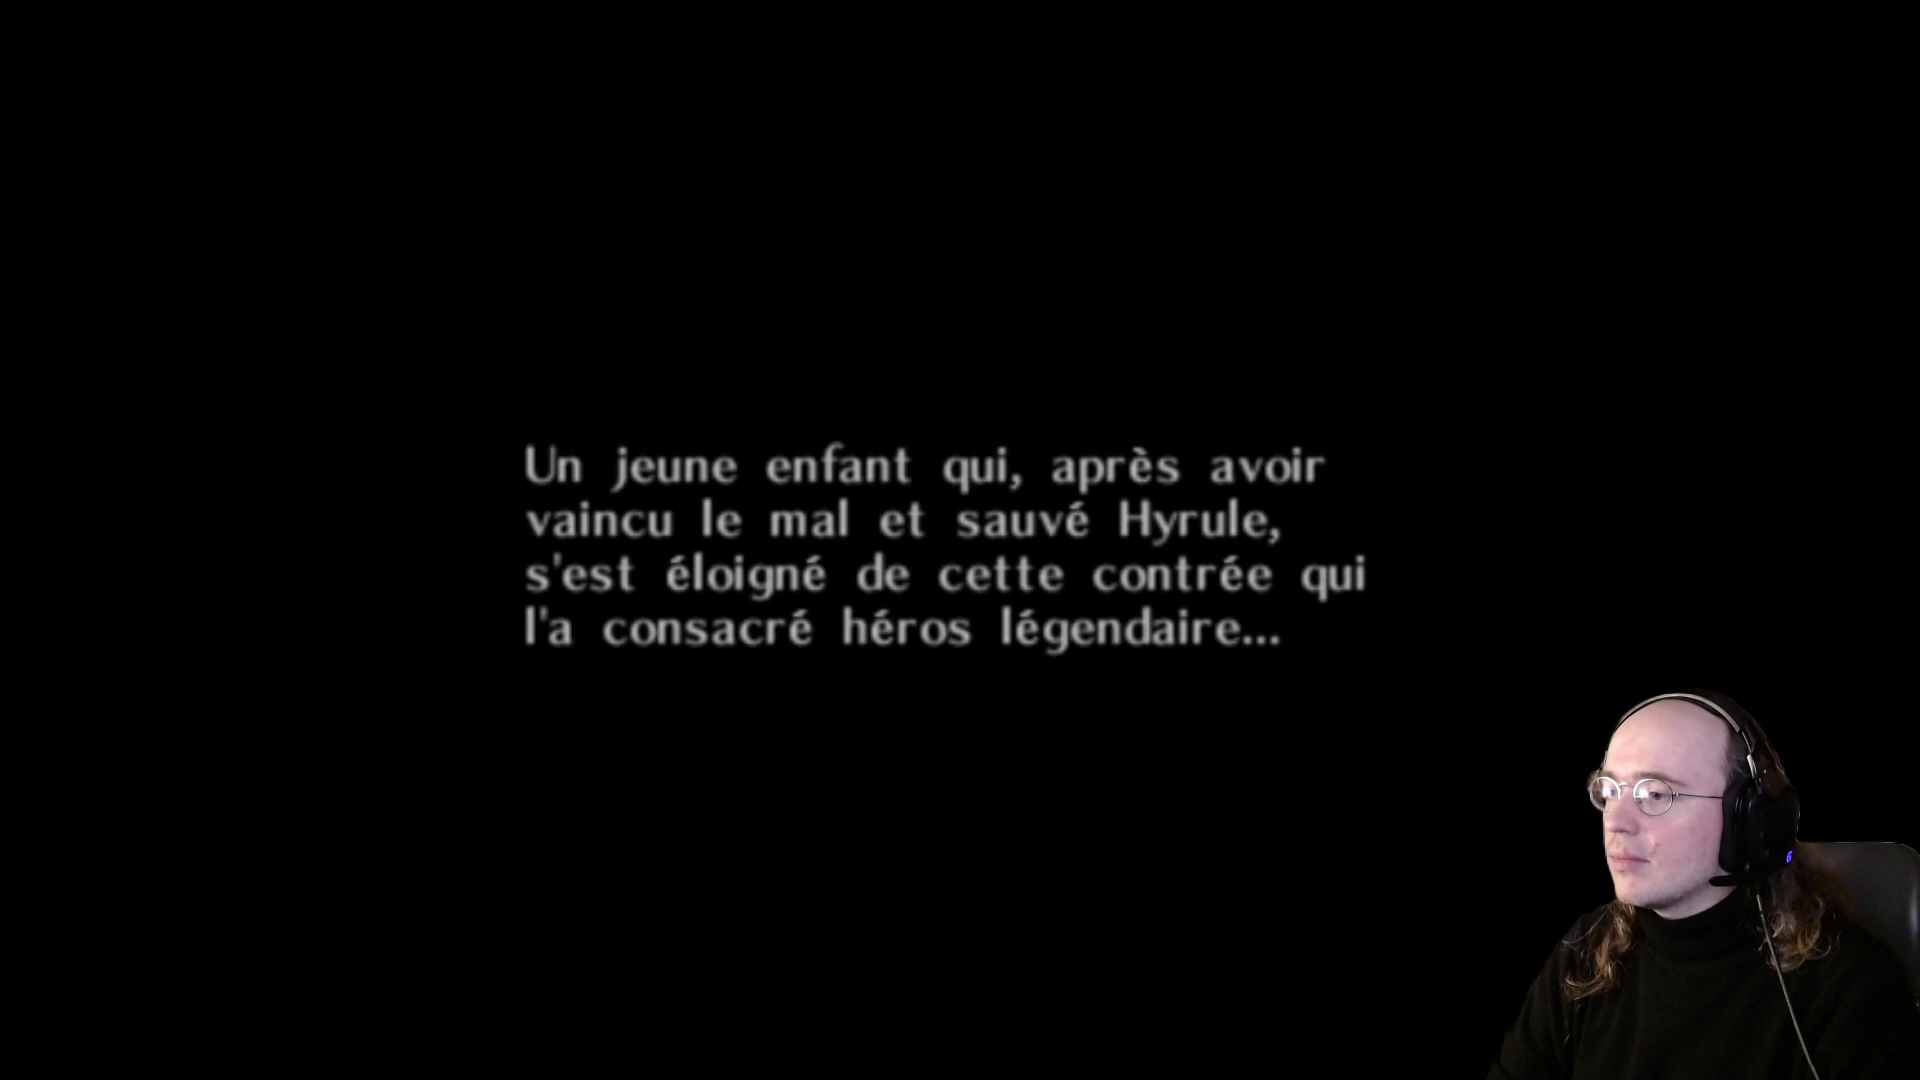 Un jeune enfant qui, après avoir
vaincu le mal et sauvé Hyrule,
s'est éloigné de cette contrée qui
l'a consacré héros légendaire...